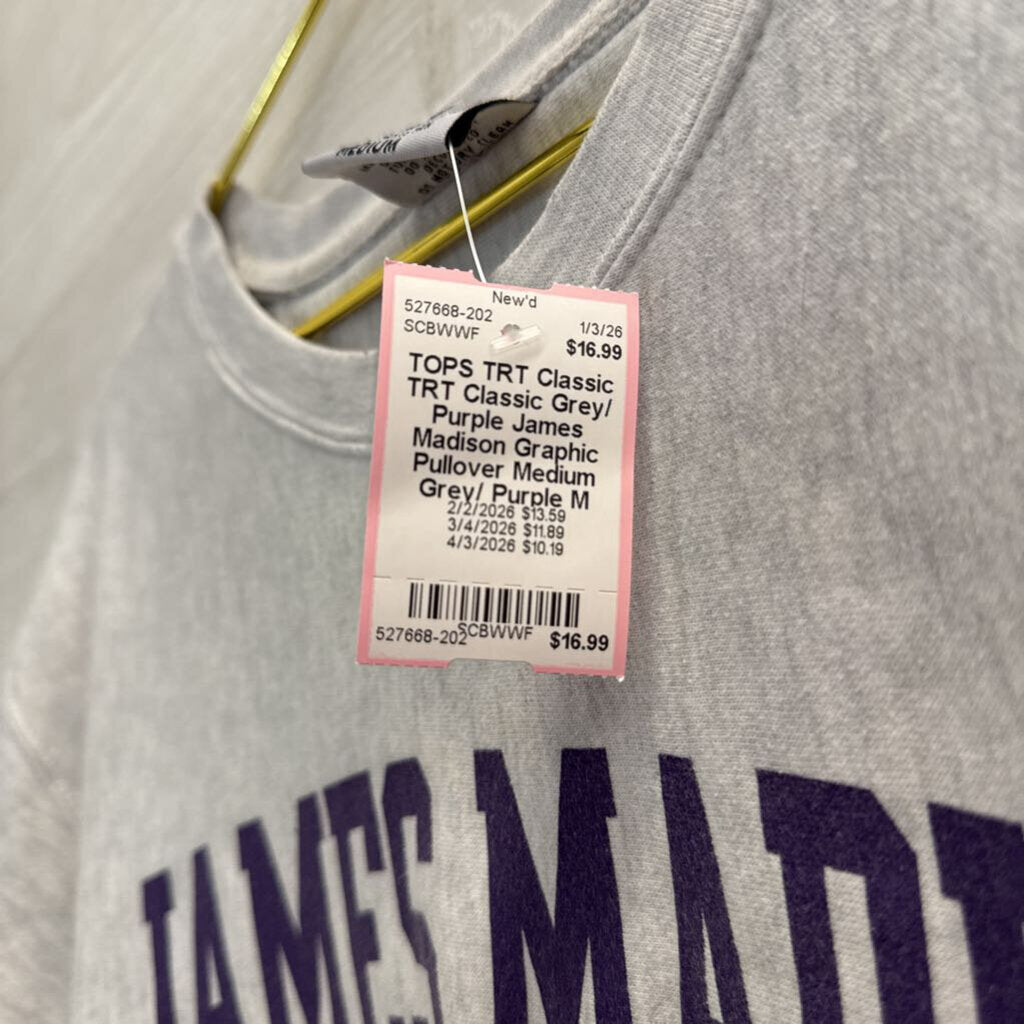 MEDIUM
New'd
527668-202
SCBWWF
1/3/26
$16.99
TOPS TRT Classic
TRT Classic Grey/
Purple James
Madison Graphic
Pullover Medium
Grey/ Purple M
2/2/2026 $13.59
3/4/2026 $11.89
4/3/2026 $10.19
527668-202
SCBWWF
$16.99
JAMES MAD